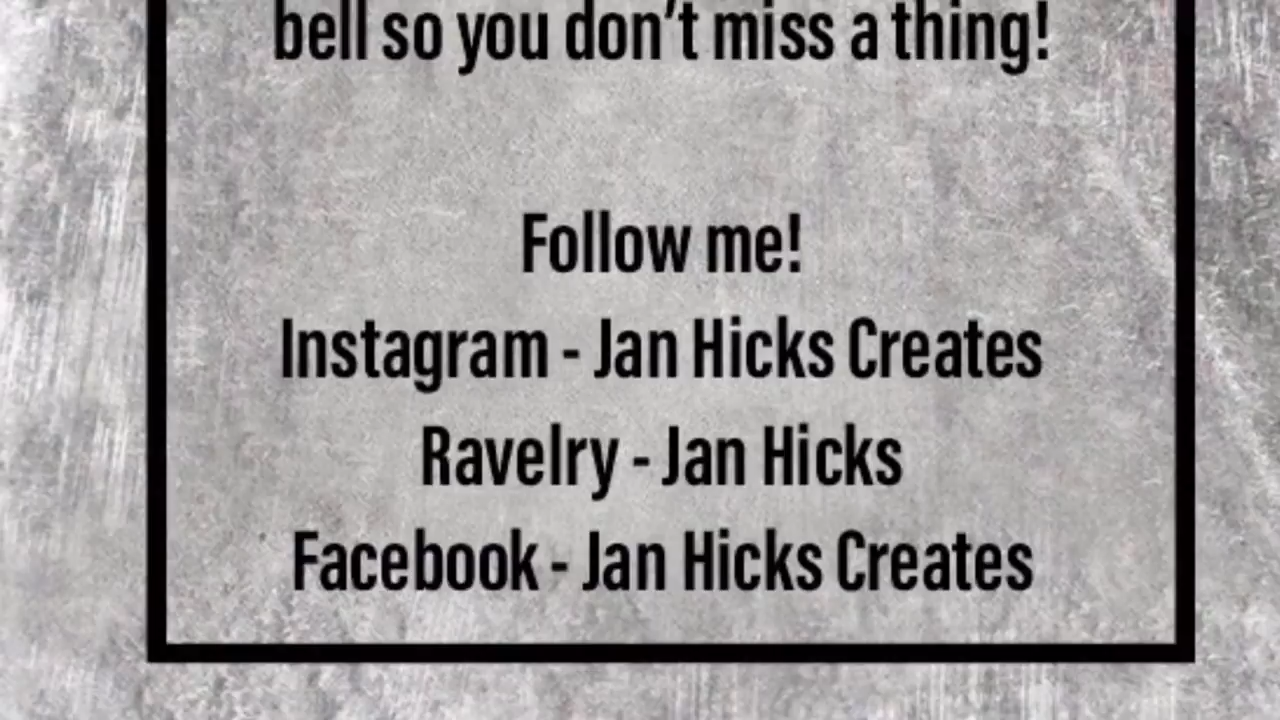 bell so you don't miss a thing!
Follow me!
Instagram - Jan Hicks Creates
Ravelry - Jan Hicks
Facebook - Jan Hicks Creates